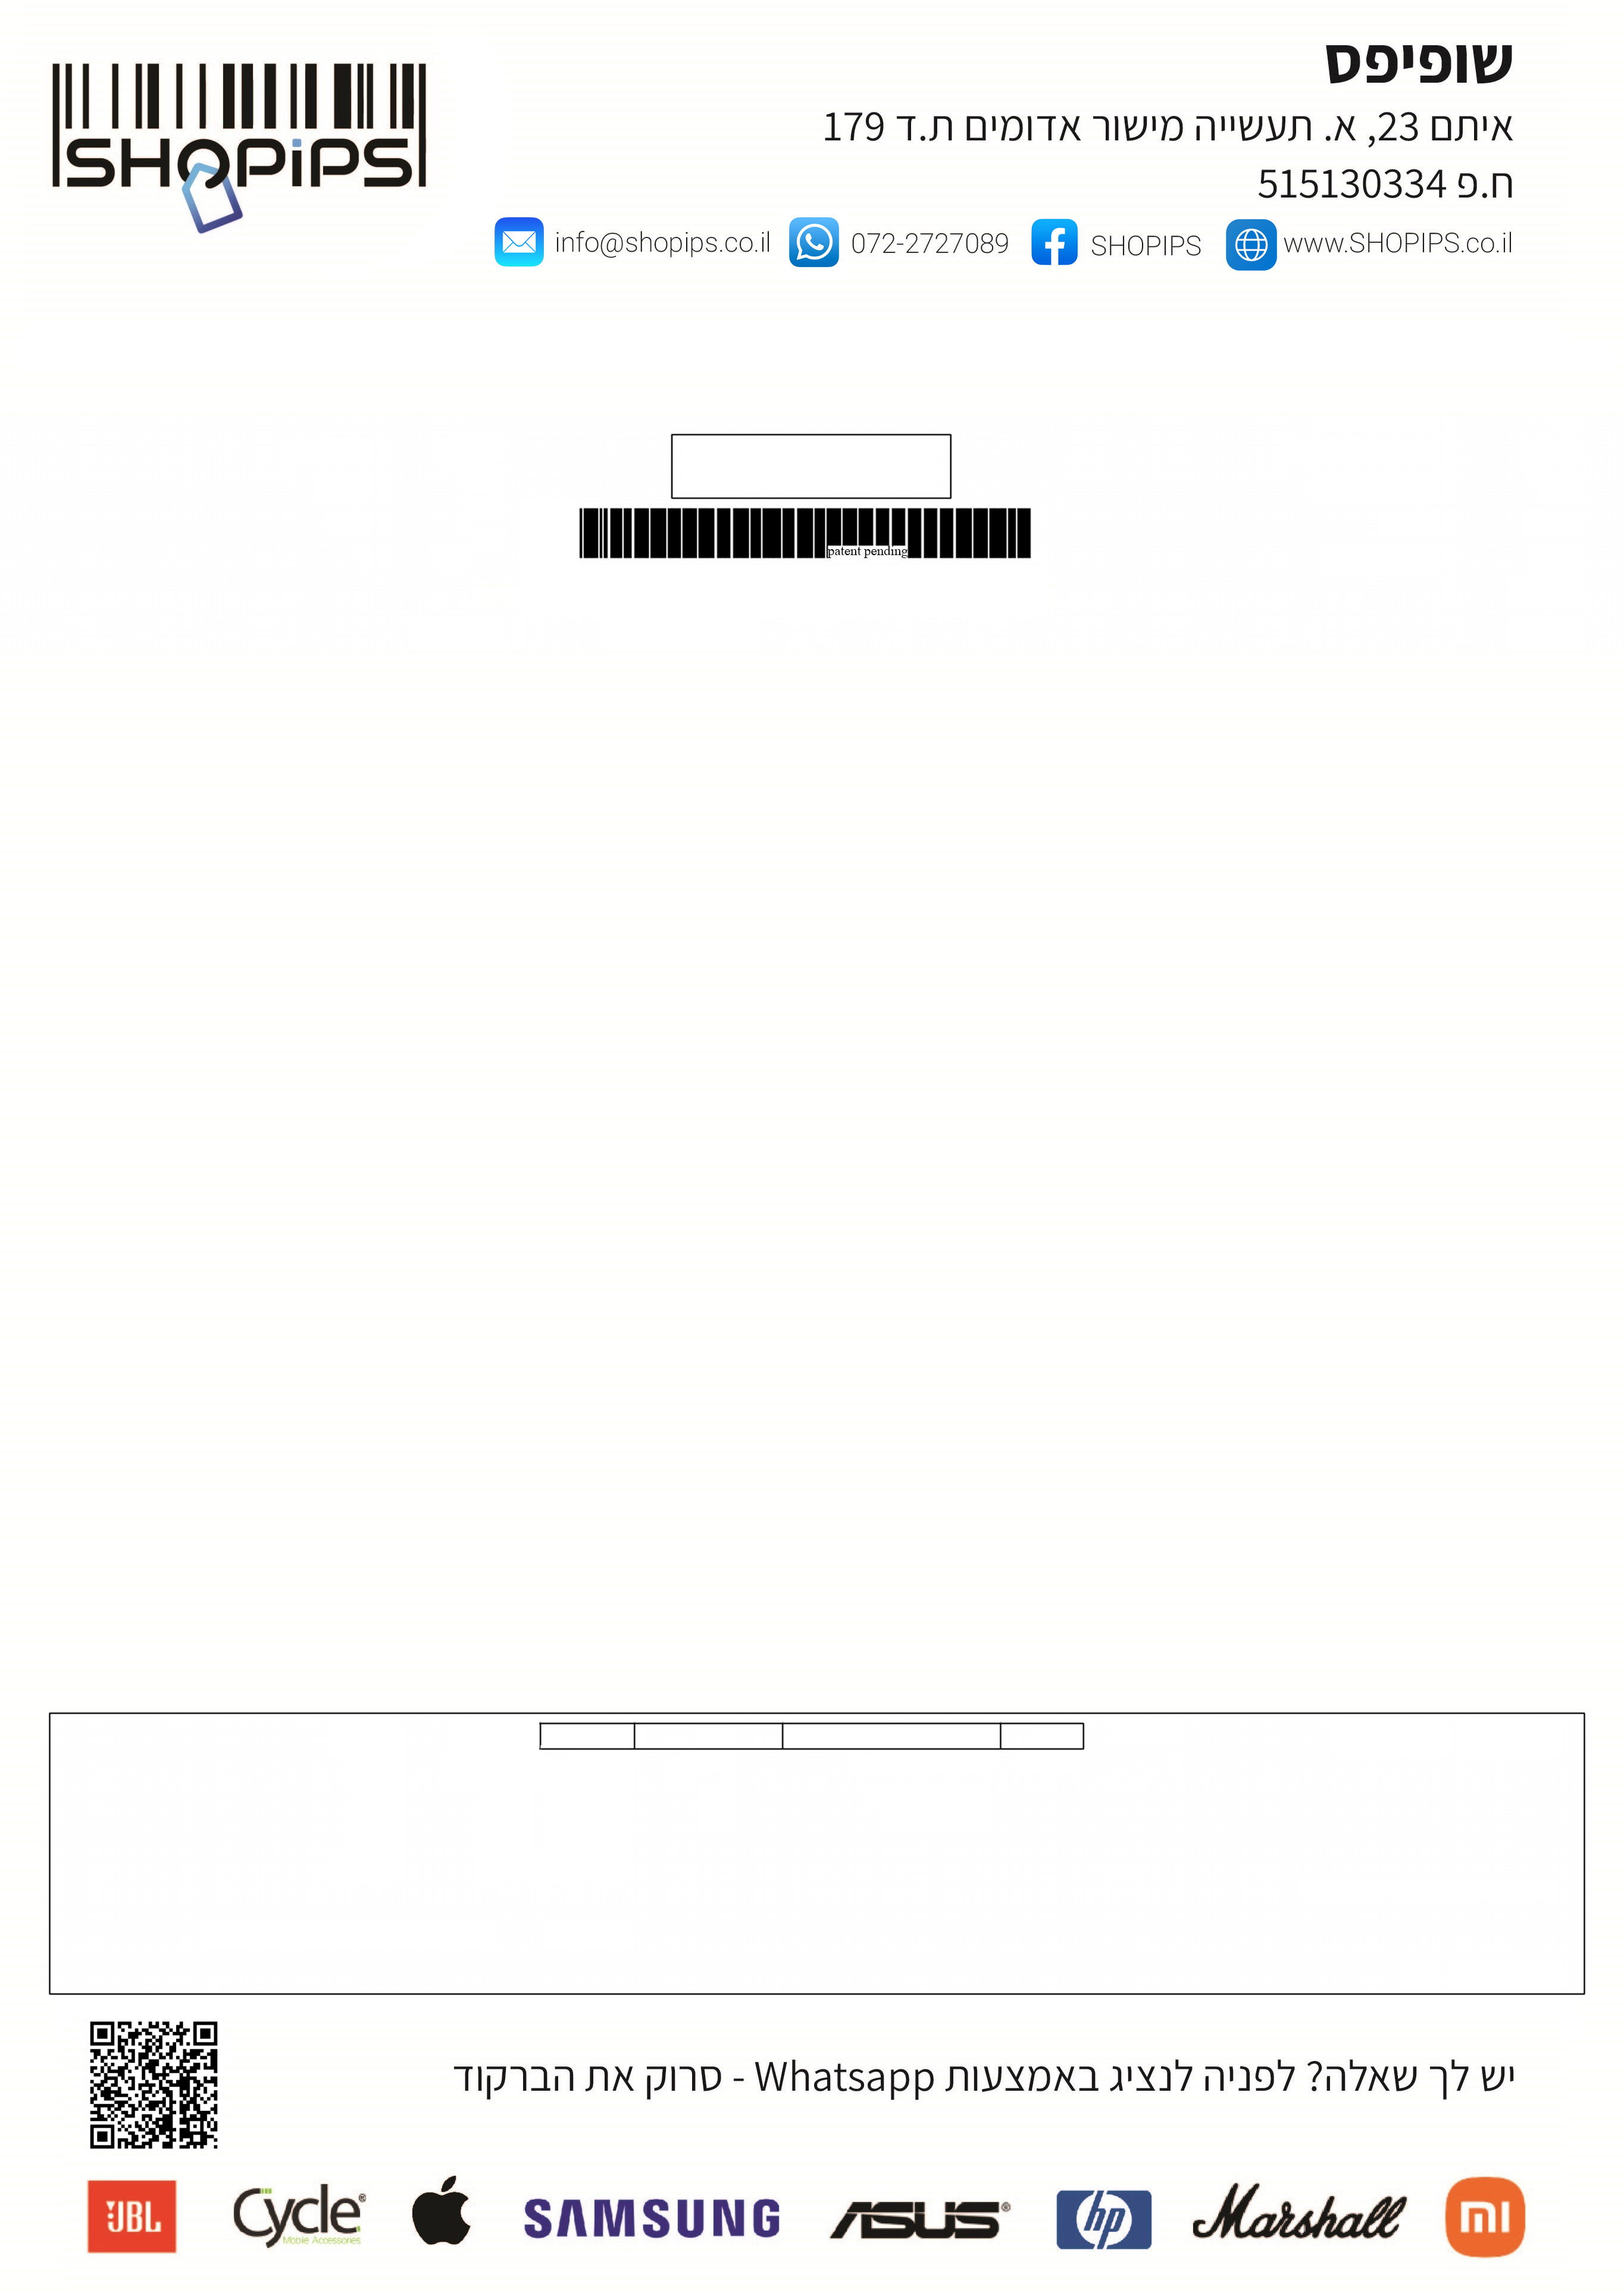 שופיפס
SHOPiPS
איתם 23, א. תעשייה מישור אדומים ת.ד 179
ח.פ 515130334
info@shopips.co.il 072-2727089 SHOPIPS www.SHOPIPS.co.il
patent pending
יש לך שאלה? לפניה לנציג באמצעות Whatsapp - סרוק את הברקוד
JBL Cycle® SAMSUNG ASUS® hp Marshall MI
Mobile Accessories